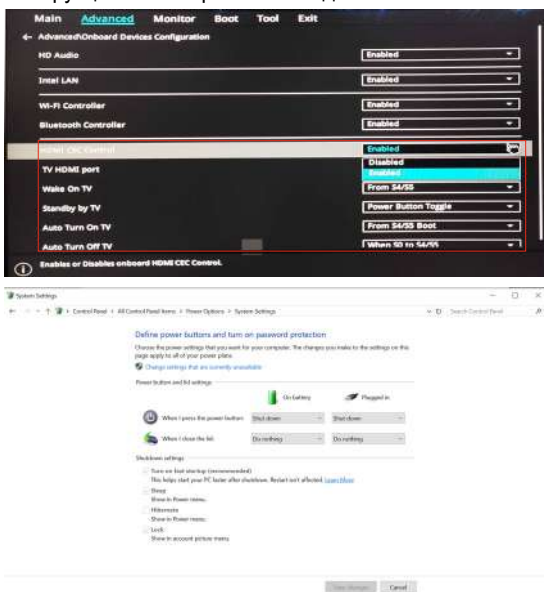 Main Advanced Monitor Boot Tool Exit
Advanced\Onboard Devices Configuration
HD Audio Enabled
Intel LAN Enabled
Wi-Fi Controller Enabled
Bluetooth Controller Enabled
HDMI CEC Control Enabled
Disabled
Enabled
TV HDMI port
Wake On TV From S4/S5
Standby by TV Power Button Toggle
Auto Turn On TV From S4/S5 Boot
Auto Turn Off TV When S0 to S4/S5
Enables or Disables onboard HDMI CEC Control.
System Settings
Control Panel All Control Panel Items Power Options System Settings Search Control Panel
Define power buttons and turn on password protection
Choose the power settings that you want for your computer. The changes you make to the settings on this
page apply to all of your power plans.
Change settings that are currently unavailable
Power button and lid settings
On battery Plugged in
When I press the power button: Shut down Shut down
When I close the lid: Do nothing Do nothing
Shutdown settings
Turn on fast startup (recommended)
This helps start your PC faster after shutdown. Restart isn't affected. Learn More
Sleep
Show in Power menu.
Hibernate
Show in Power menu.
Lock
Show in account picture menu.
Save changes Cancel